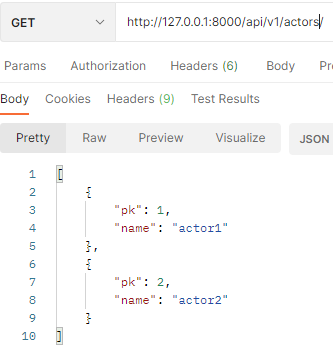 GET http://127.0.0.1:8000/api/v1/actors/
Params Authorization Headers (6) Body
Body Cookies Headers (9) Test Results
Pretty Raw Preview Visualize JSON
1 [
2 {
3 "pk": 1,
4 "name": "actor1"
5 },
6 {
7 "pk": 2,
8 "name": "actor2"
9 }
10 ]